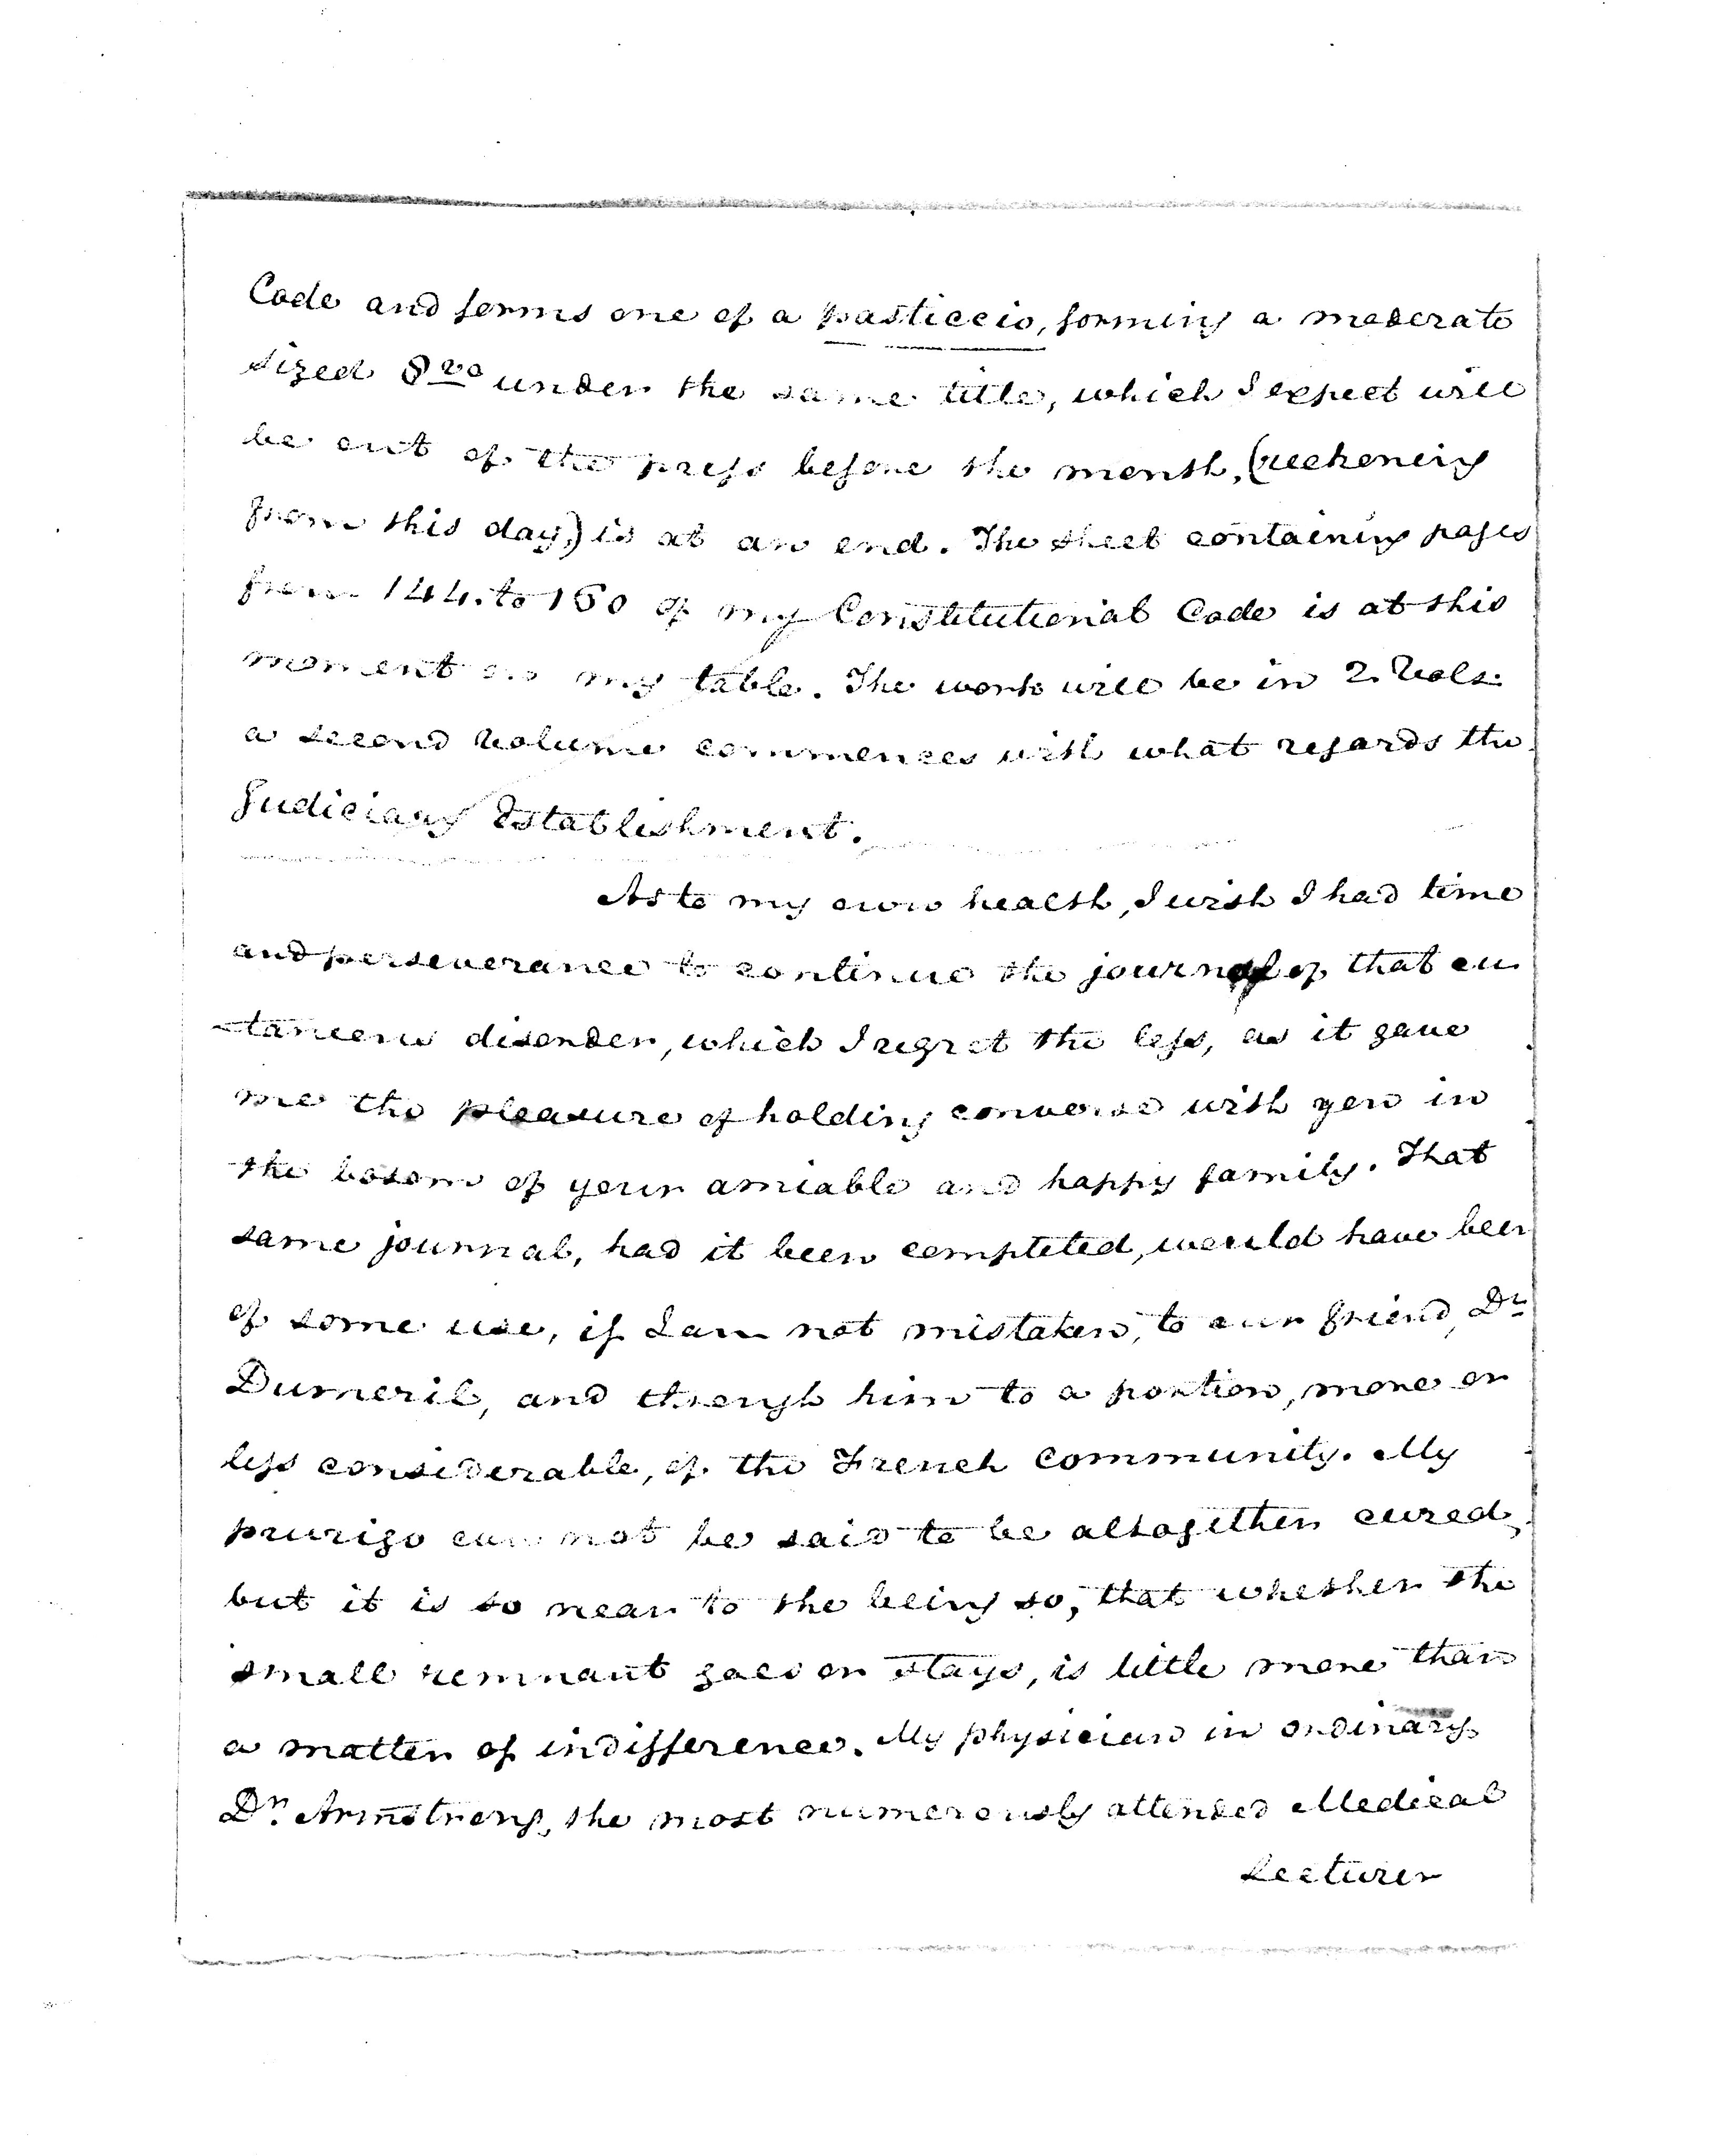 Code and forms one of a pasticcio, forming a moderate
sized 8vo under the same title, which I expect will
be out of the press before the month, (reckoning
from this day,) is at an end. The sheet containing pages
from 144. to 160 of my Constitutional Code is at this
moment on my table. The work will be in 2. Vols.
a second volume commences with what regards the
Judiciary Establishment.
As to my own health, I wish I had time
and perseverance to continue the journal of that cu
-taneous disorder, which I regret the less, as it gave
me the pleasure of holding converse with you in
the bosom of your amiable and happy family. That
same journal, had it been completed, would have been
of some use, if I am not mistaken, to our friend, Dr
Dumeril, and through him to a portion, more or
less considerable, of the French community. My
prurigo can not be said to be altogether cured,
but it is so near to the being so, that whether the
small remnant goes or stays, is little more than
a matter of indifference. My physician in ordinary
Dr. Armstrong, the most numerously attended Medical
Lecturer